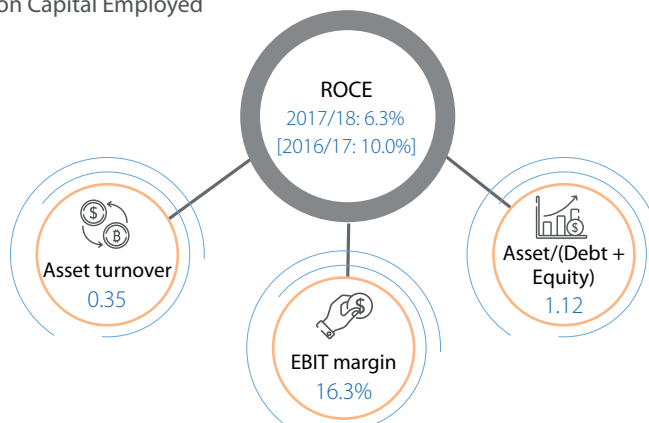 on Capital Employed
ROCE
2017/18: 6.3%
[2016/17: 10.0%]
$
฿
Asset turnover
0.35
$
EBIT margin
16.3%
$
Asset/(Debt +
Equity)
1.12